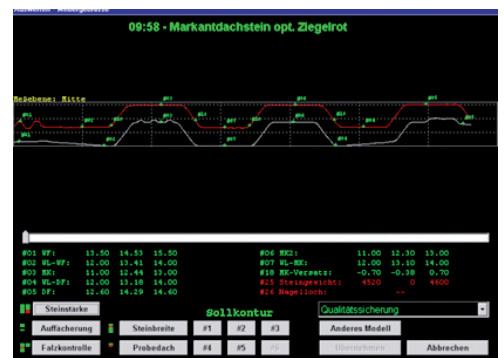 09:58 - Markantdachstein opt. Ziegelrot
Meßebene: Mitte
#01 WF: 13.50 14.53 15.50
#02 WL-WF: 12.00 13.41 14.00
#03 MK: 11.00 12.44 13.00
#04 WL-DF: 12.00 13.18 14.00
#05 DF: 12.60 14.29 14.60
#06 MK2: 11.00 12.30 13.00
#07 WL-MK: 12.00 13.10 14.00
#18 MK-Versatz: -0.70 -0.38 0.70
#25 Steingewicht: 4520 0 4600
#26 Nagelloch: --
Steinstarke
Sollkontur
Qualitätssicherung
Auffächerung
Steinbreite
#1 #2 #3
Anderes Modell
Falzkontrolle
Probedach
#4 #5 #6
Übernehmen
Abbrechen